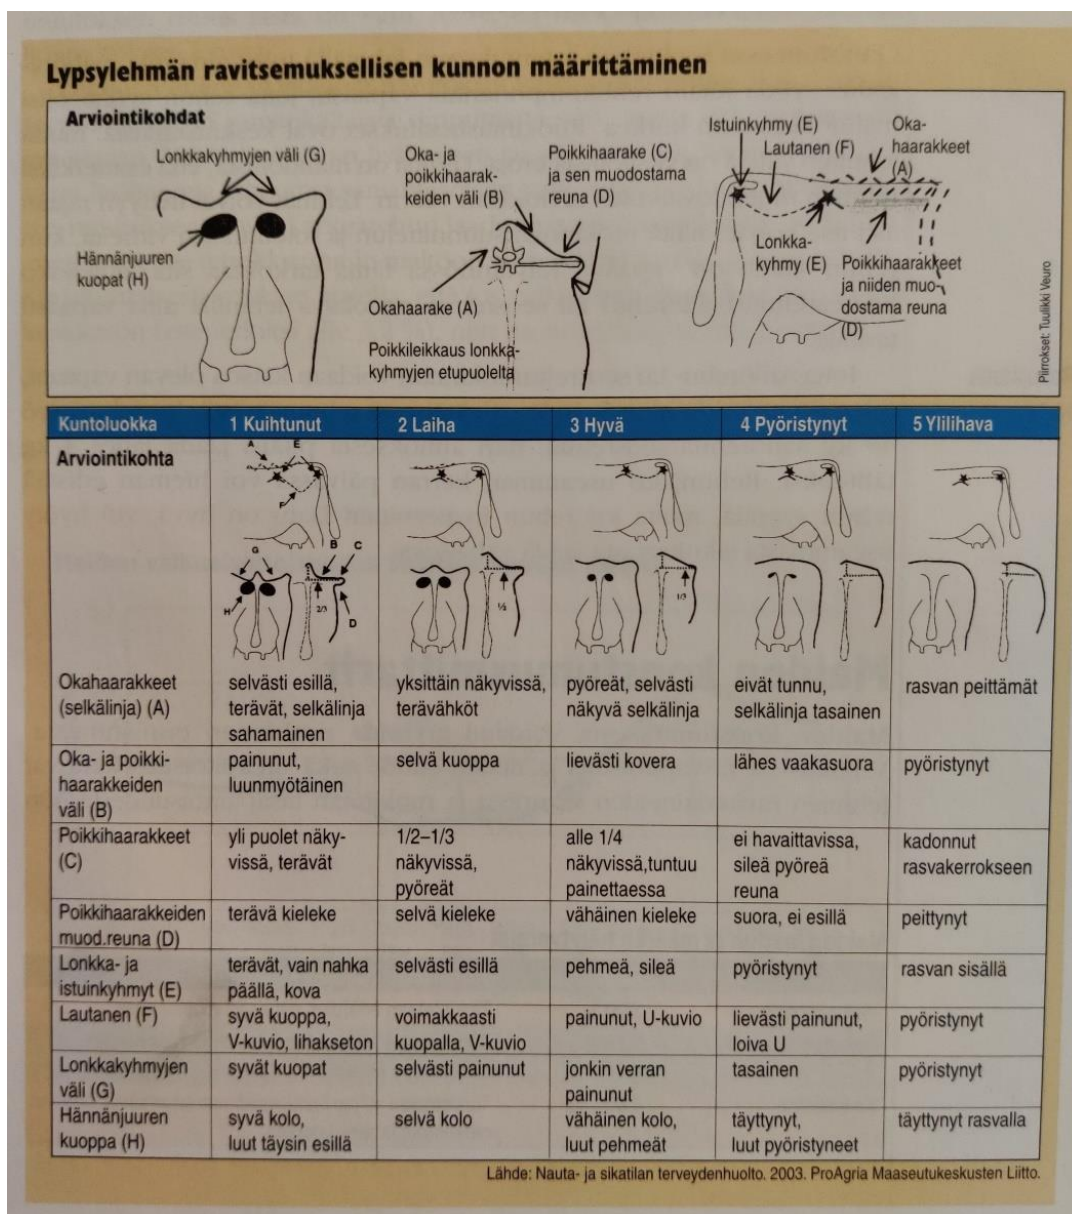 Lypsylehmän ravitsemuksellisen kunnon määrittäminen
Arviointikohdat
Lonkkakyhmyjen väli (G)
Hännänjuuren
kuopat (H)
Oka- ja
poikkihaarak-
keiden väli (B)
Poikkihaarake (C)
ja sen muodostama
reuna (D)
Okahaarake (A)
Poikkileikkaus lonkka-
kyhmyjen etupuolelta
Istuinkyhmy (E)
Lautanen (F)
Oka-
haarakkeet
(A)
Lonkka-
kyhmy (E)
Poikkihaarakkeet
ja niiden muo-
dostama reuna
(D)
Piirrokset: Tuulikki Veuro
Kuntoluokka 1 Kuihtunut 2 Laiha 3 Hyvä 4 Pyöristynyt 5 Ylilihava
Arviointikohta
A E
F
G B C
H 2/3 D
1/2
1/3
Okahaarakkeet
(selkälinja) (A)
selvästi esillä,
terävät, selkälinja
sahamainen
yksittäin näkyvissä,
terävähköt
pyöreät, selvästi
näkyvä selkälinja
eivät tunnu,
selkälinja tasainen
rasvan peittämät
Oka- ja poikki-
haarakkeiden
väli (B)
painunut,
luunmyötäinen
selvä kuoppa
lievästi kovera
lähes vaakasuora
pyöristynyt
Poikkihaarakkeet
(C)
yli puolet näky-
vissä, terävät
1/2–1/3
näkyvissä,
pyöreät
alle 1/4
näkyvissä,tuntuu
painettaessa
ei havaittavissa,
sileä pyöreä
reuna
kadonnut
rasvakerrokseen
Poikkihaarakkeiden
muod.reuna (D)
terävä kieleke
selvä kieleke
vähäinen kieleke
suora, ei esillä
peittynyt
Lonkka- ja
istuinkyhmyt (E)
terävät, vain nahka
päällä, kova
selvästi esillä
pehmeä, sileä
pyöristynyt
rasvan sisällä
Lautanen (F)
syvä kuoppa,
V-kuvio, lihakseton
voimakkaasti
kuopalla, V-kuvio
painunut, U-kuvio
lievästi painunut,
loiva U
pyöristynyt
Lonkkakyhmyjen
väli (G)
syvät kuopat
selvästi painunut
jonkin verran
painunut
tasainen
pyöristynyt
Hännänjuuren
kuoppa (H)
syvä kolo,
luut täysin esillä
selvä kolo
vähäinen kolo,
luut pehmeät
täyttynyt,
luut pyöristyneet
täyttynyt rasvalla
Lähde: Nauta- ja sikatilan terveydenhuolto. 2003. ProAgria Maaseutukeskusten Liitto.